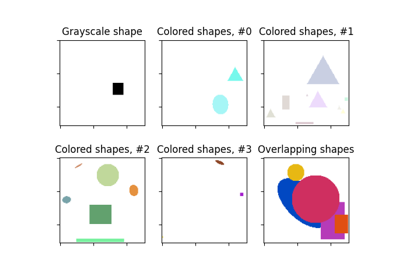 Grayscale shape
Colored shapes, #0
Colored shapes, #1
Colored shapes, #2
Colored shapes, #3
Overlapping shapes